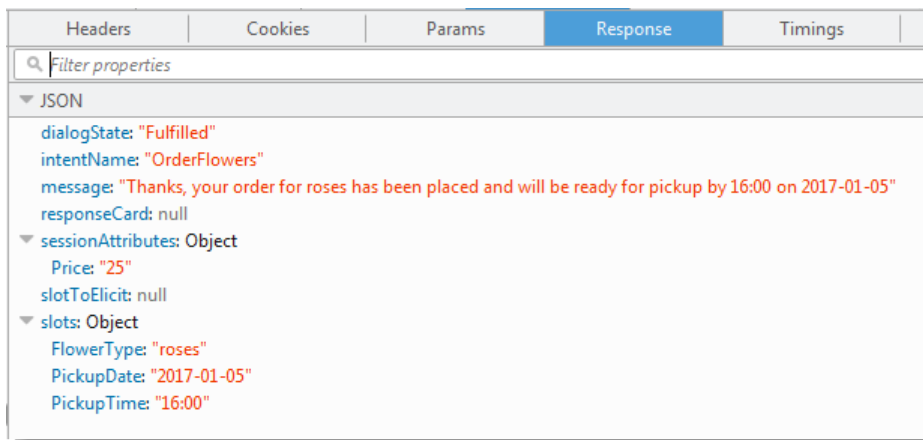 Headers Cookies Params Response Timings
Filter properties
JSON
dialogState: "Fulfilled"
intentName: "OrderFlowers"
message: "Thanks, your order for roses has been placed and will be ready for pickup by 16:00 on 2017-01-05"
responseCard: null
sessionAttributes: Object
Price: "25"
slotToElicit: null
slots: Object
FlowerType: "roses"
PickupDate: "2017-01-05"
PickupTime: "16:00"